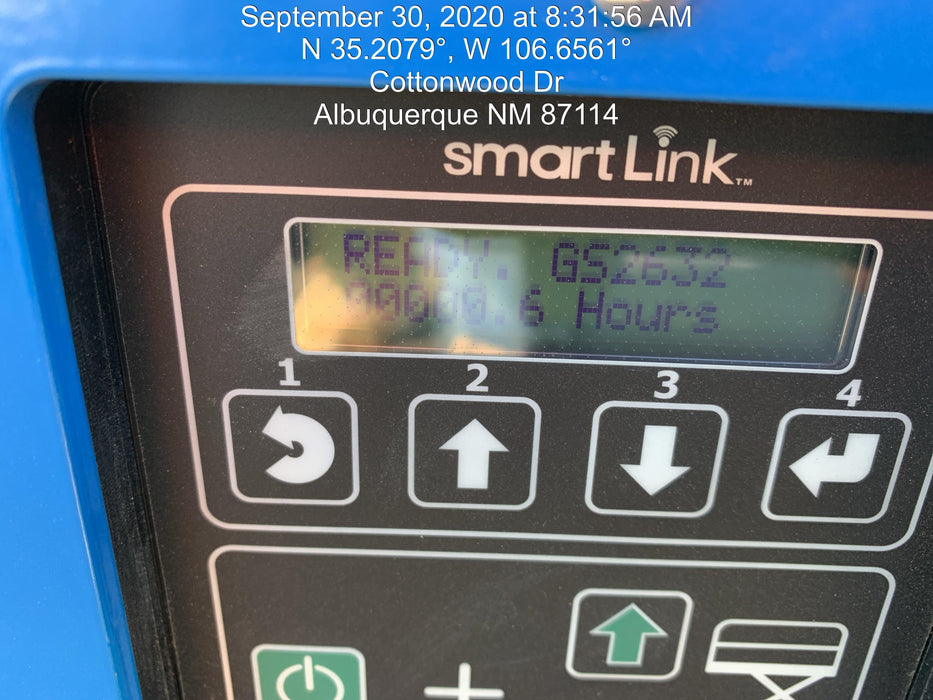 September 30, 2020 at 8:31:56 AM
N 35.2079°, W 106.6561°
Cottonwood Dr
Albuquerque NM 87114
smartLink™
READY. GS2632
00000.6 Hours
1 2 3 4